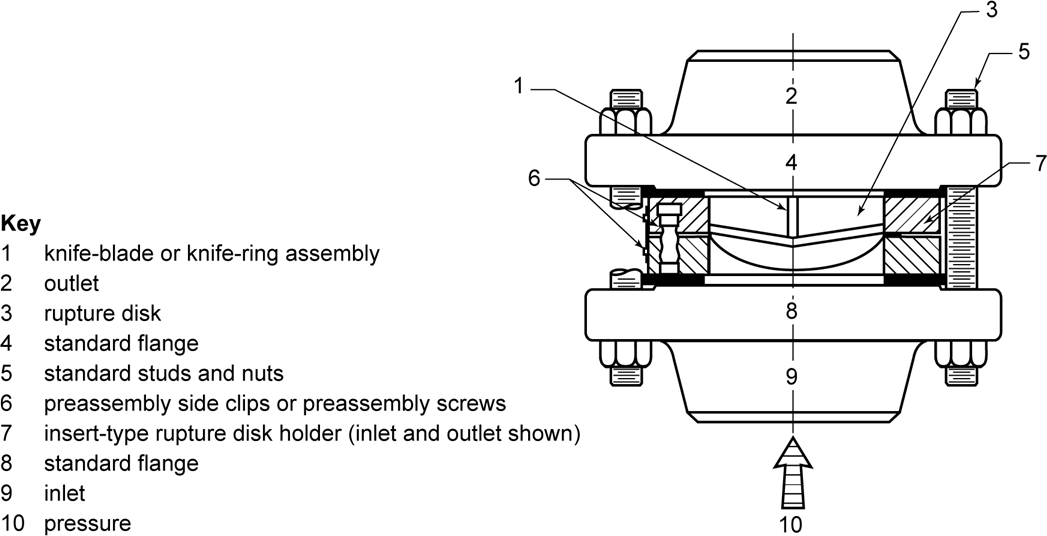 3
5
1
2
4
7
6
8
9
10
Key
1 knife-blade or knife-ring assembly
2 outlet
3 rupture disk
4 standard flange
5 standard studs and nuts
6 preassembly side clips or preassembly screws
7 insert-type rupture disk holder (inlet and outlet shown)
8 standard flange
9 inlet
10 pressure